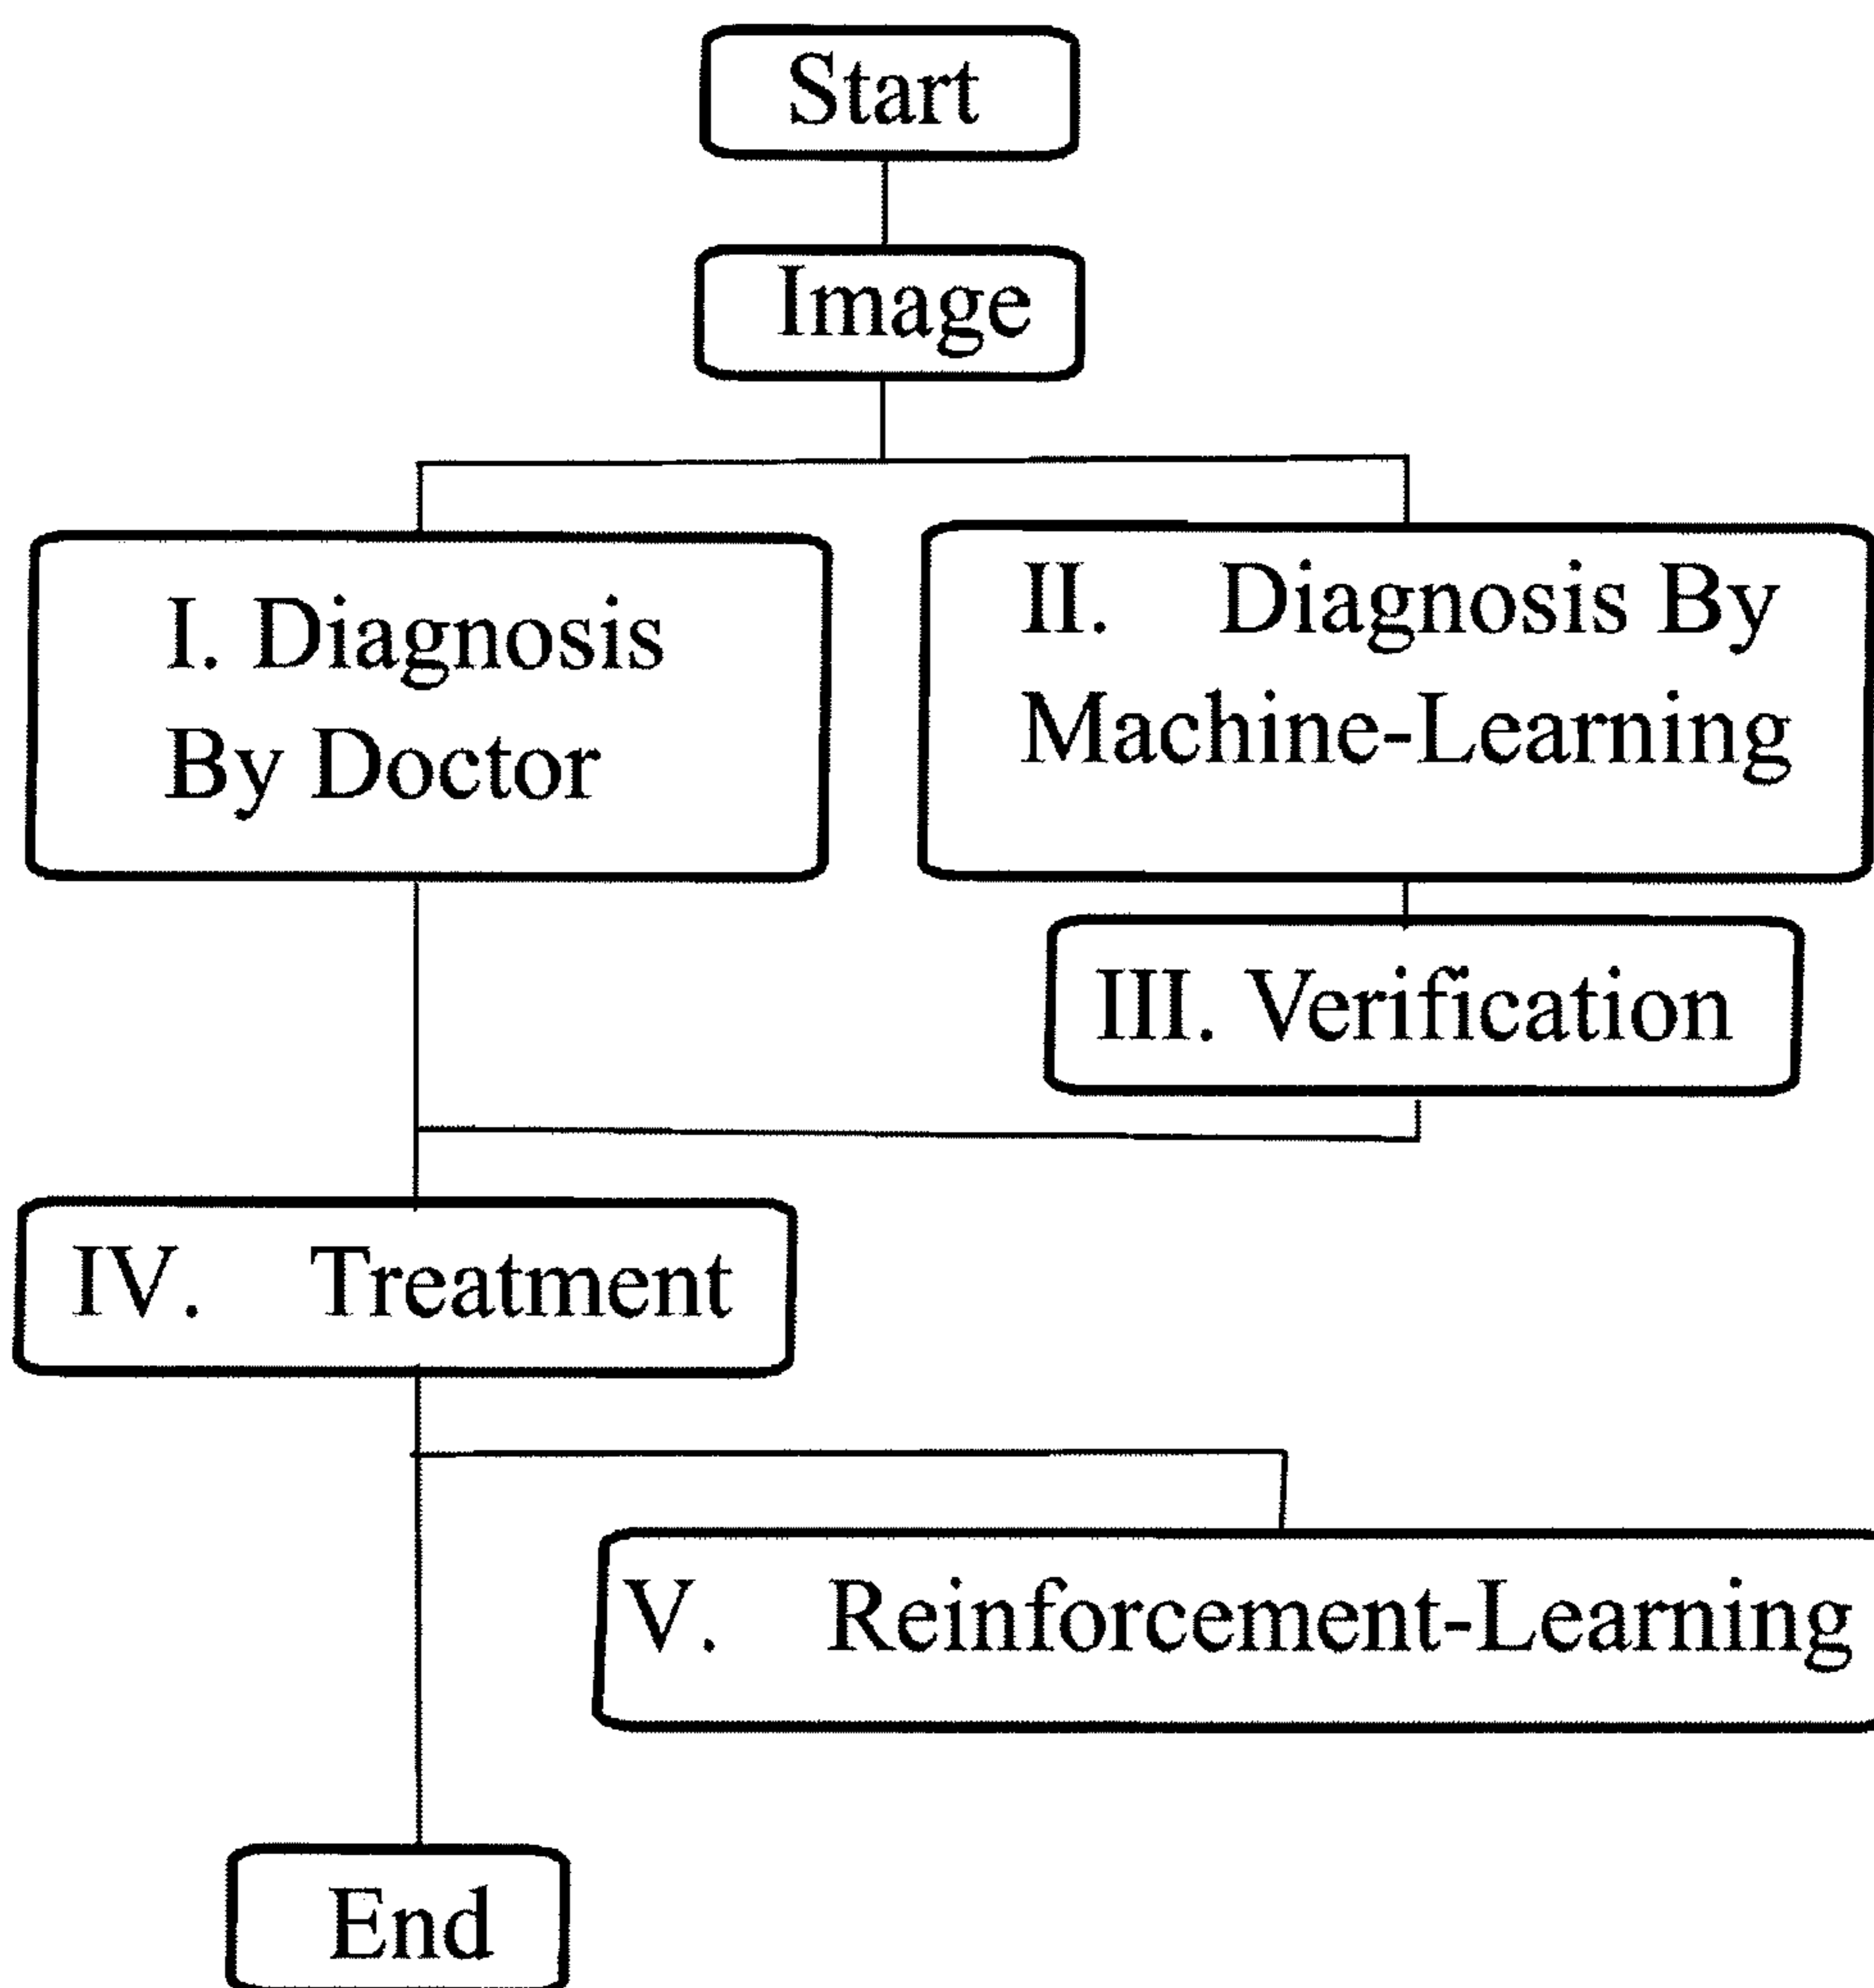 Start
Image
I. Diagnosis
By Doctor
II. Diagnosis By
Machine-Learning
III. Verification
IV. Treatment
V. Reinforcement-Learning
End